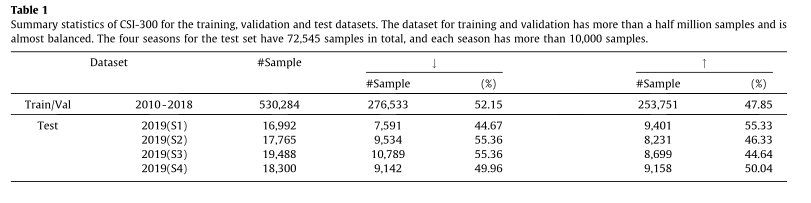 Table 1
Summary statistics of CSI-300 for the training, validation and test datasets. The dataset for training and validation has more than a half million samples and is
almost balanced. The four seasons for the test set have 72,545 samples in total, and each season has more than 10,000 samples.
Dataset #Sample ↓ ↑
#Sample (%) #Sample (%)
Train/Val 2010-2018 530,284 276,533 52.15 253,751 47.85
Test 2019(S1) 16,992 7,591 44.67 9,401 55.33
2019(S2) 17,765 9,534 55.36 8,231 46.33
2019(S3) 19,488 10,789 55.36 8,699 44.64
2019(S4) 18,300 9,142 49.96 9,158 50.04